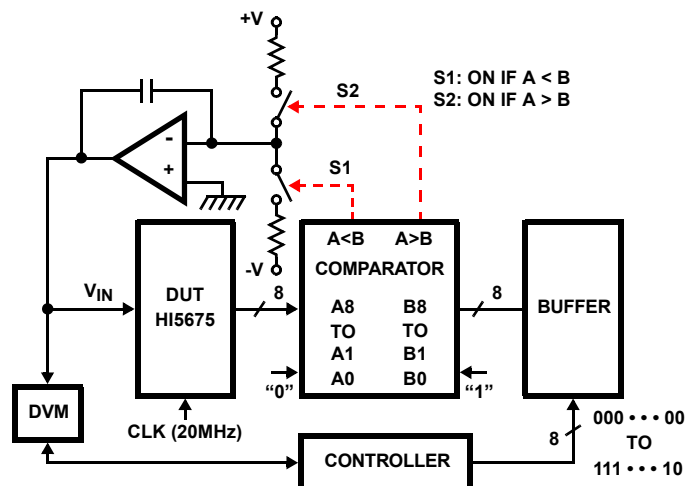 +V
S2
S1: ON IF A < B
S2: ON IF A > B
-
+
S1
-V
A<B A>B
COMPARATOR
VIN
DUT
HI5675
8
A8 B8
TO TO
A1 B1
A0 B0
8
BUFFER
“0”
“1”
DVM
CLK (20MHz)
CONTROLLER
8
000 • • • 00
TO
111 • • • 10